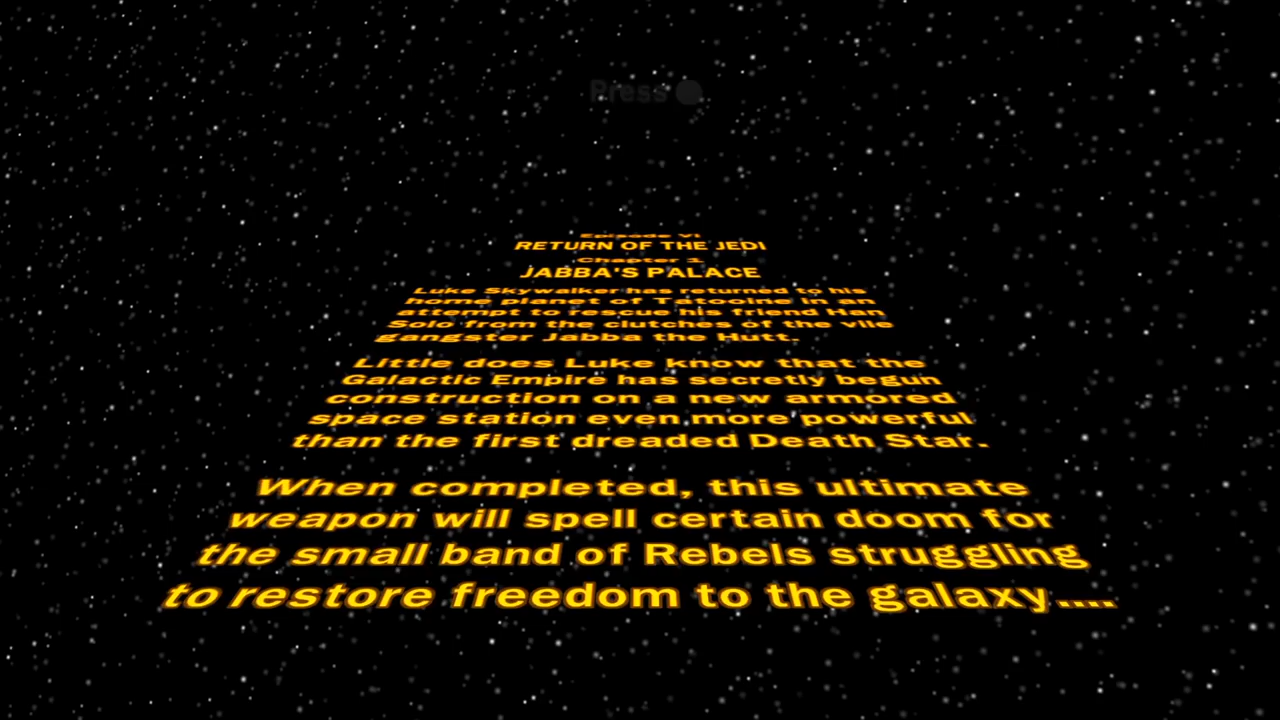 Press
Episode VI
RETURN OF THE JEDI
Chapter 1
JABBA'S PALACE
Luke Skywalker has returned to his
home planet of Tatooine in an
attempt to rescue his friend Han
Solo from the clutches of the vile
gangster Jabba the Hutt.
Little does Luke know that the
Galactic Empire has secretly begun
construction on a new armored
space station even more powerful
than the first dreaded Death Star.
When completed, this ultimate
weapon will spell certain doom for
the small band of Rebels struggling
to restore freedom to the galaxy....